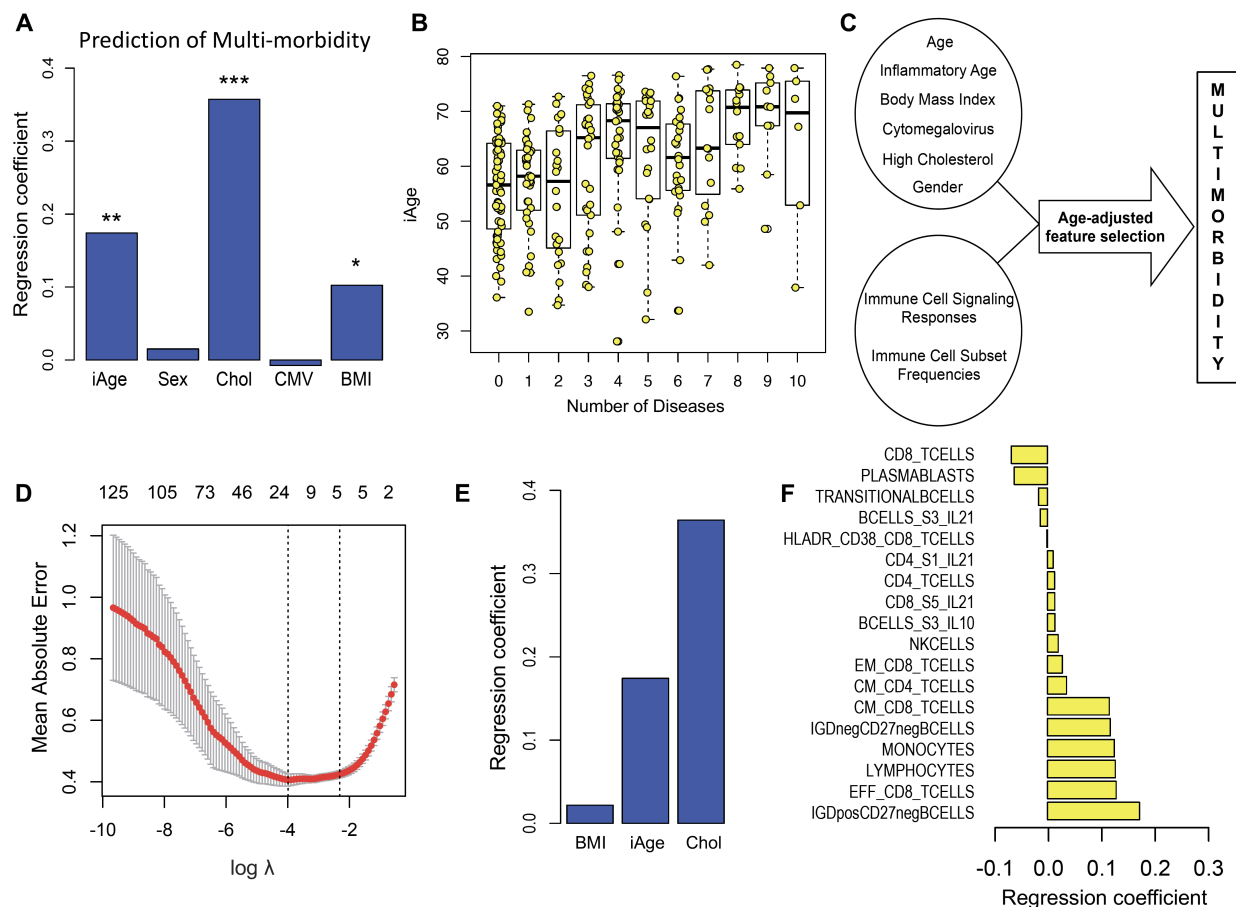 A
Prediction of Multi-morbidity
Regression coefficient
0.4
0.3
0.2
0.1
0.0
**
***
*
iAge Sex Chol CMV BMI
B
iAge
80
70
60
50
40
30
0 1 2 3 4 5 6 7 8 9 10
Number of Diseases
C
Age
Inflammatory Age
Body Mass Index
Cytomegalovirus
High Cholesterol
Gender
Immune Cell Signaling
Responses
Immune Cell Subset
Frequencies
Age-adjusted
feature selection
MULTIMORBIDITY
D
125 105 73 46 24 9 5 5 2
Mean Absolute Error
1.2
1.0
0.8
0.6
0.4
-10 -8 -6 -4 -2
log λ
E
Regression coefficient
0.4
0.3
0.2
0.1
0.0
BMI iAge Chol
F
CD8_TCELLS
PLASMABLASTS
TRANSITIONALBCELLS
BCELLS_S3_IL21
HLADR_CD38_CD8_TCELLS
CD4_S1_IL21
CD4_TCELLS
CD8_S5_IL21
BCELLS_S3_IL10
NKCELLS
EM_CD8_TCELLS
CM_CD4_TCELLS
CM_CD8_TCELLS
IGDnegCD27negBCELLS
MONOCYTES
LYMPHOCYTES
EFF_CD8_TCELLS
IGDposCD27negBCELLS
-0.1 0.0 0.1 0.2 0.3
Regression coefficient